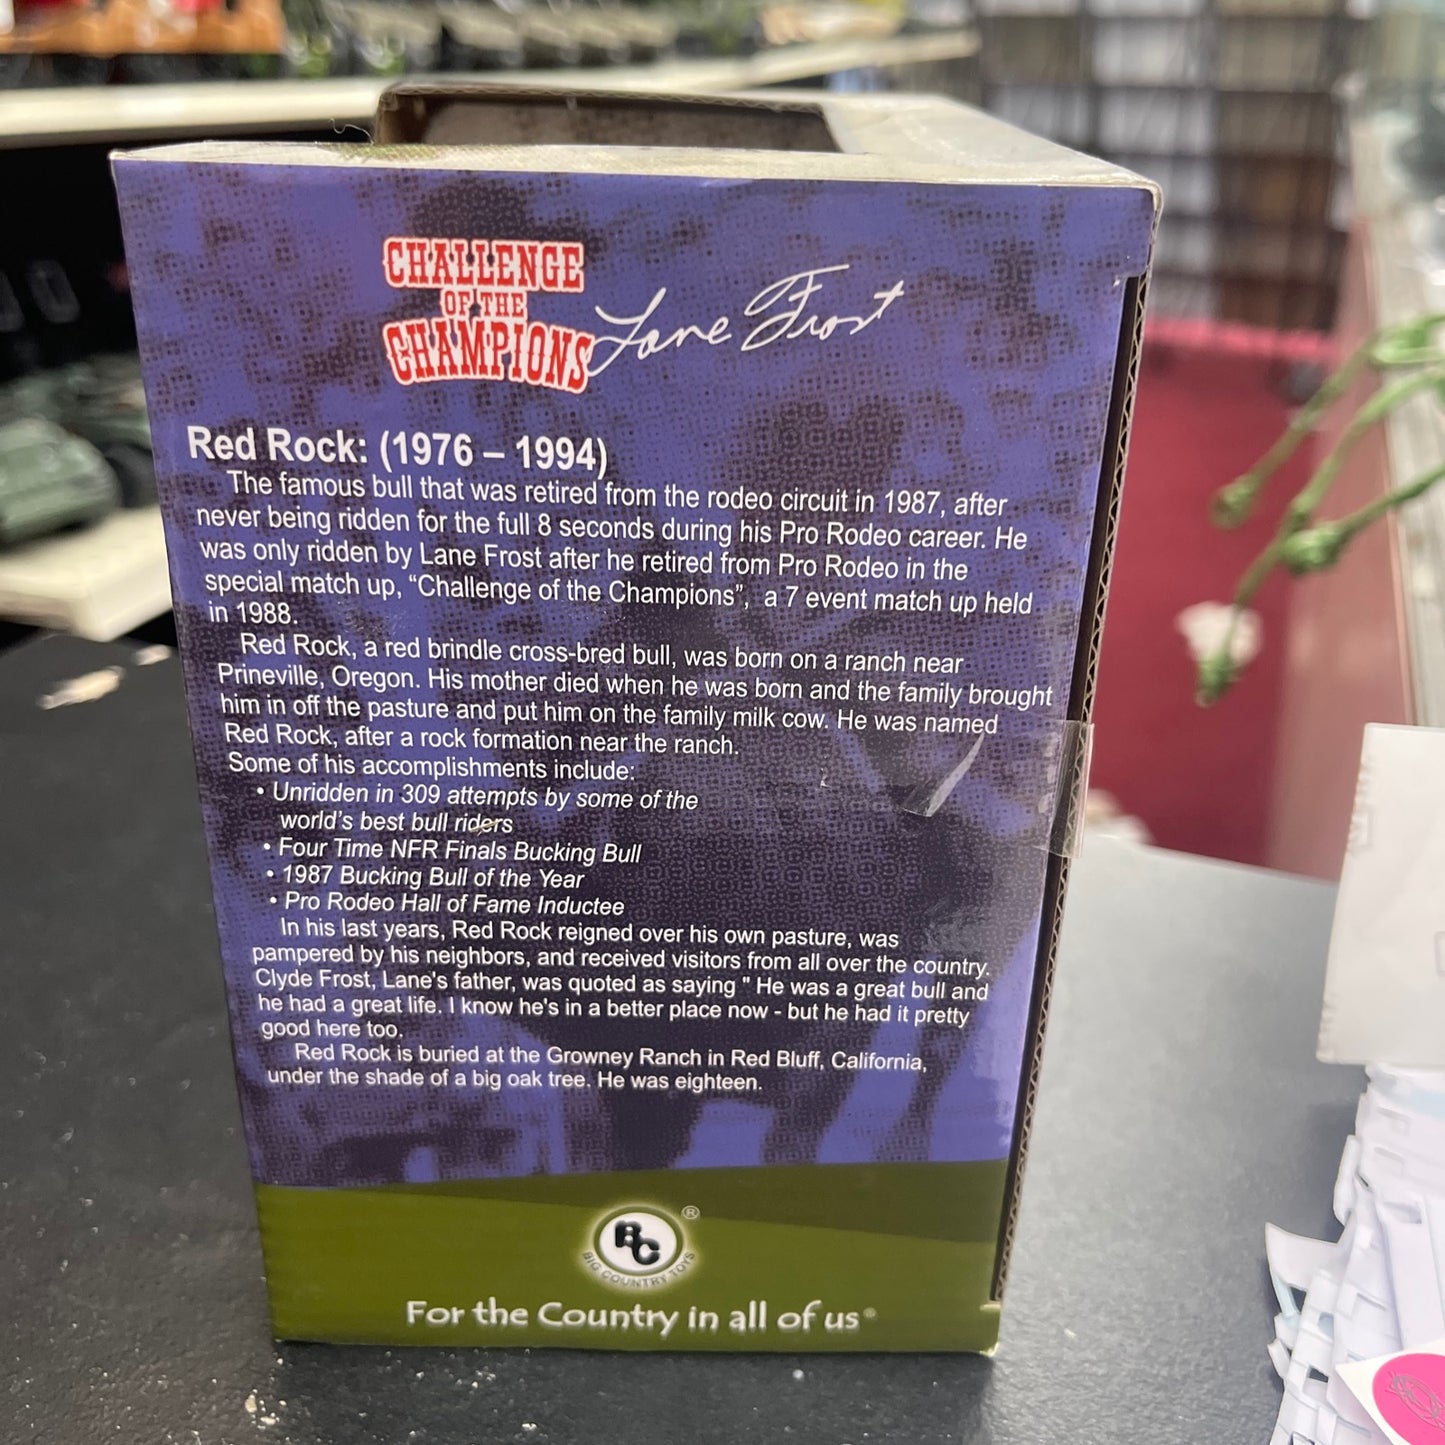 CHALLENGE
OF THE
CHAMPIONS
Lane Frost
Red Rock: (1976 – 1994)
The famous bull that was retired from the rodeo circuit in 1987, after
never being ridden for the full 8 seconds during his Pro Rodeo career. He
was only ridden by Lane Frost after he retired from Pro Rodeo in the
special match up, “Challenge of the Champions”, a 7 event match up held
in 1988.
Red Rock, a red brindle cross-bred bull, was born on a ranch near
Prineville, Oregon. His mother died when he was born and the family brought
him in off the pasture and put him on the family milk cow. He was named
Red Rock, after a rock formation near the ranch.
Some of his accomplishments include:
• Unridden in 309 attempts by some of the
world's best bull riders
• Four Time NFR Finals Bucking Bull
• 1987 Bucking Bull of the Year
• Pro Rodeo Hall of Fame Inductee
In his last years, Red Rock reigned over his own pasture, was
pampered by his neighbors, and received visitors from all over the country.
Clyde Frost, Lane's father, was quoted as saying " He was a great bull and
he had a great life. I know he's in a better place now - but he had it pretty
good here too.
Red Rock is buried at the Growney Ranch in Red Bluff, California,
under the shade of a big oak tree. He was eighteen.
BC ®
BIG COUNTRY TOYS
For the Country in all of us®